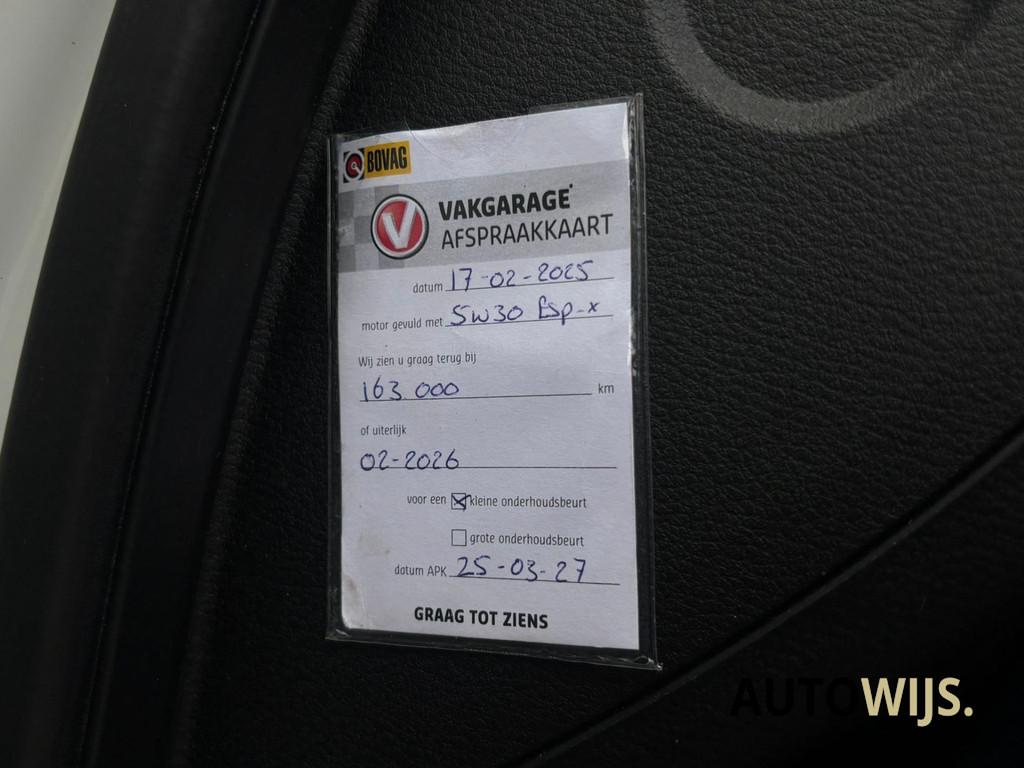 BOVAG
VAKGARAGE
AFSPRAAKKAART
datum 17-02-2025
motor gevuld met 5W30 Esp-x
Wij zien u graag terug bij
163.000 km
of uiterlijk
02-2026
voor een kleine onderhoudsbeurt
grote onderhoudsbeurt
datum APK 25-03-27
GRAAG TOT ZIENS
AUTOWIJS.